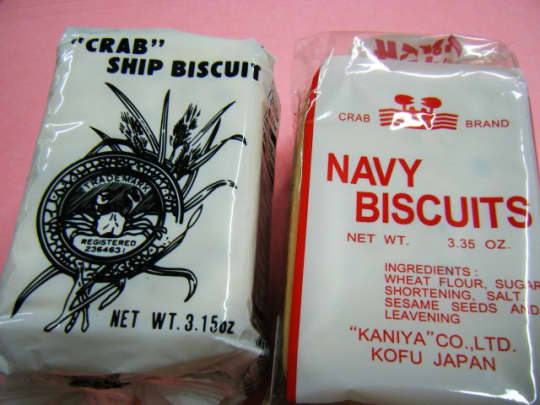 "CRAB"
SHIP BISCUIT
TRADEMARK
REGISTERED
2364631
NET WT. 3.15oz
CRAB BRAND
NAVY
BISCUITS
NET WT. 3.35 OZ.
INGREDIENTS :
WHEAT FLOUR, SUGAR
SHORTENING, SALT.
SESAME SEEDS AND
LEAVENING
"KANIYA" CO., LTD.
KOFU JAPAN